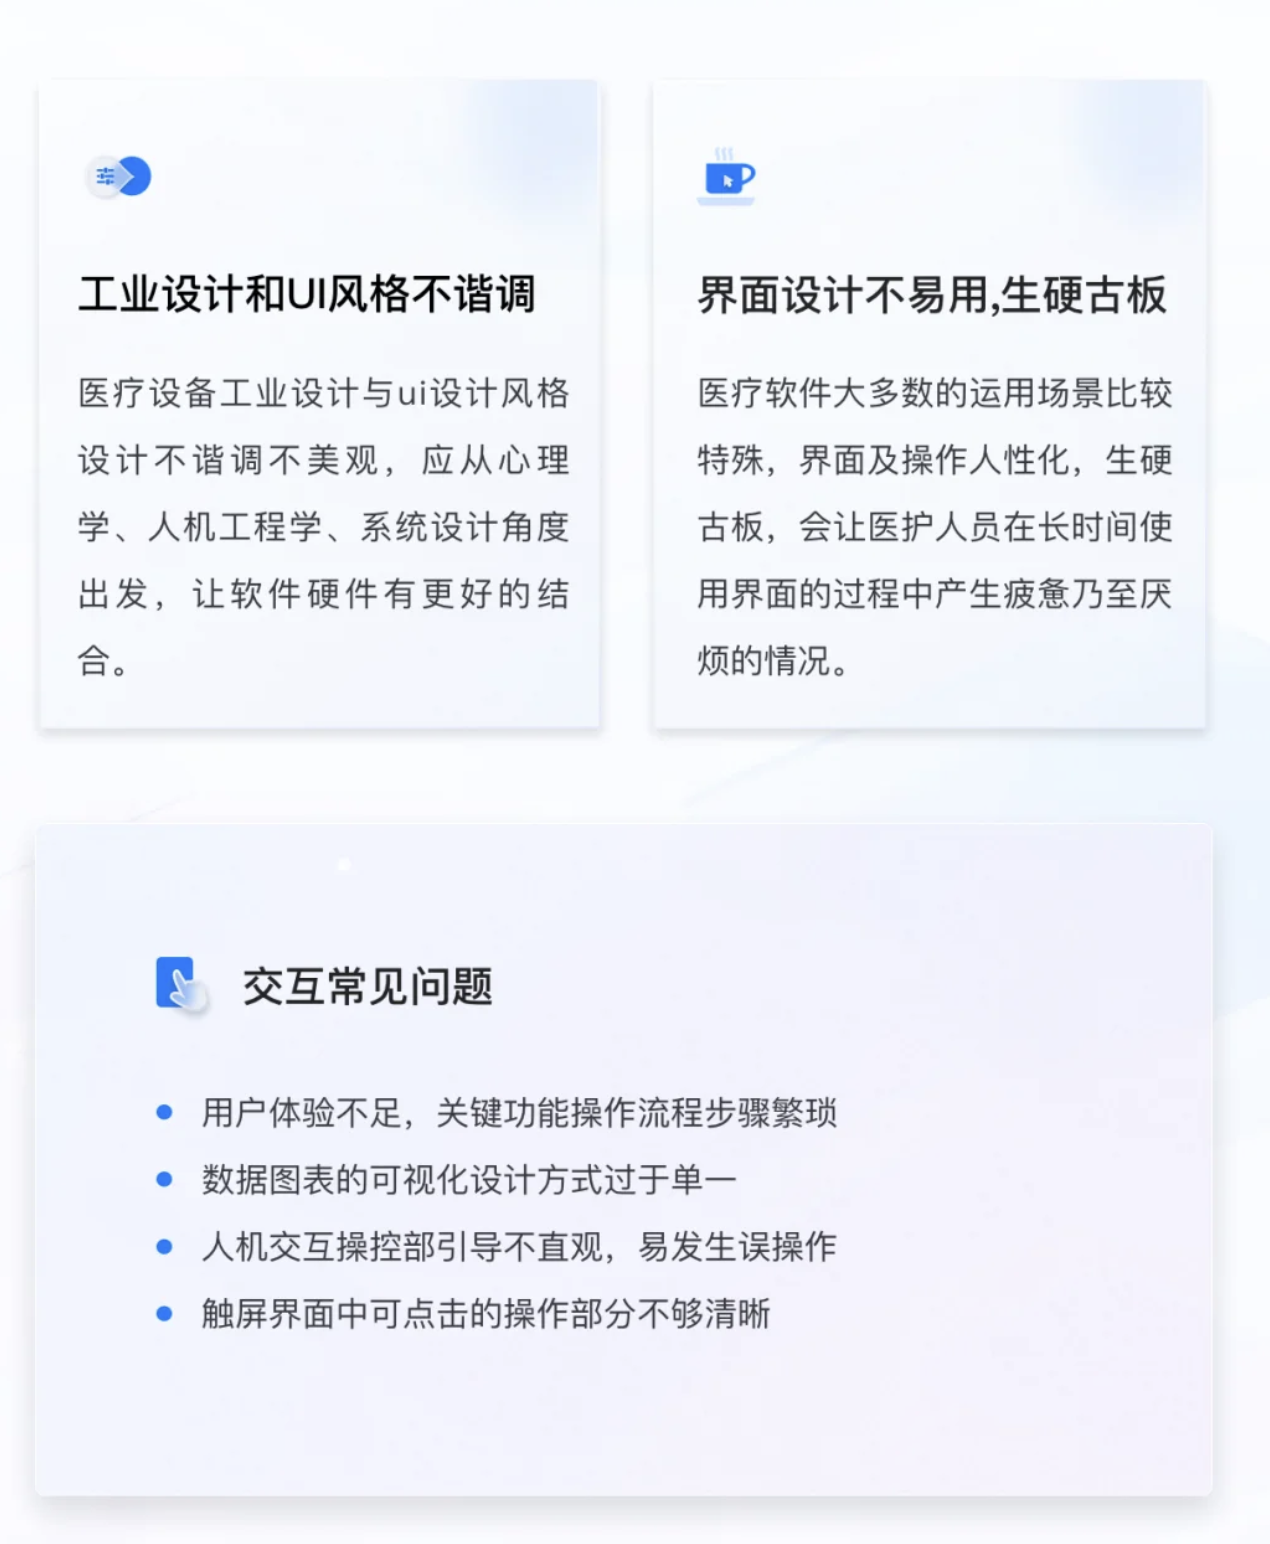 工业设计和UI风格不谐调
医疗设备工业设计与ui设计风格
设计不谐调不美观，应从心理
学、人机工程学、系统设计角度
出发，让软件硬件有更好的结
合。
界面设计不易用,生硬古板
医疗软件大多数的运用场景比较
特殊，界面及操作人性化，生硬
古板，会让医护人员在长时间使
用界面的过程中产生疲惫乃至厌
烦的情况。
交互常见问题
用户体验不足，关键功能操作流程步骤繁琐
数据图表的可视化设计方式过于单一
人机交互操控部引导不直观，易发生误操作
触屏界面中可点击的操作部分不够清晰